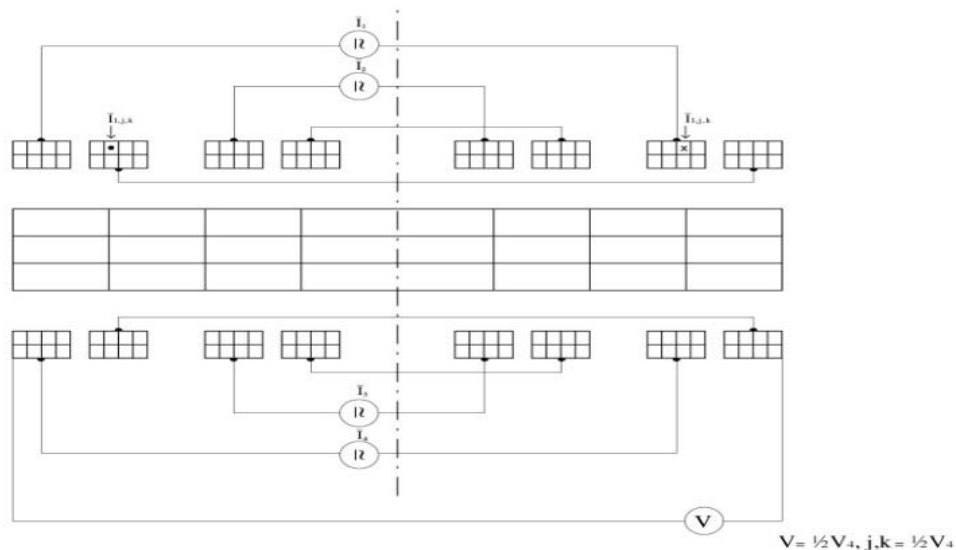 Ī₁
Ī₂
Ī₁,j,k
Ī₁,j,k
x
Ī₃
Ī₄
V
V= ½V₄, j,k = ½V₄